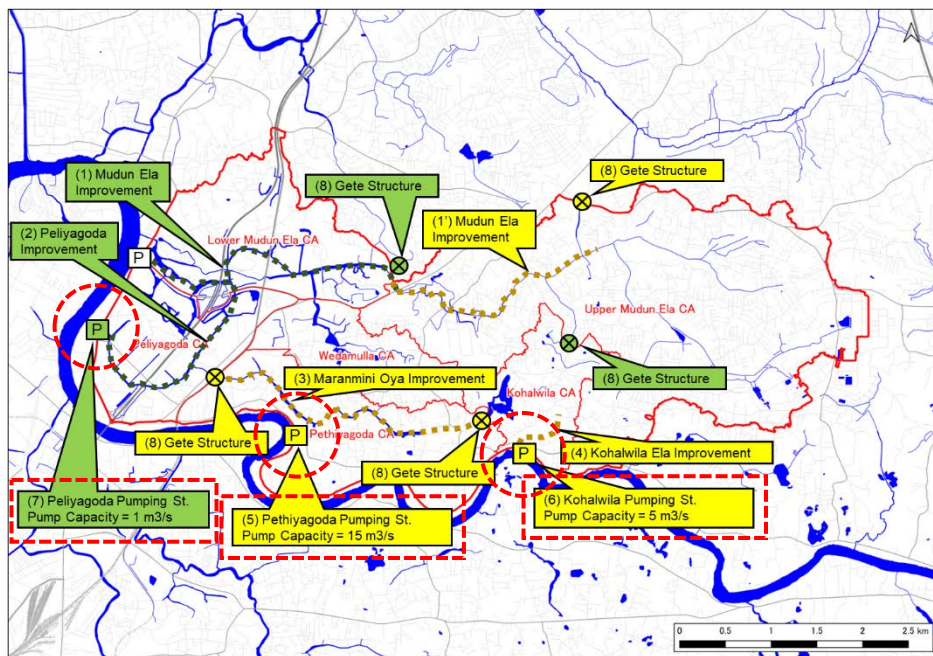 (8) Gete Structure
(1) Mudun Ela
Improvement
(8) Gete Structure
(1') Mudun Ela
Improvement
(2) Peliyagoda
Improvement
Lower Mudun Ela CA
P
Upper Mudun Ela CA
P
Peliyagoda CA
Wedamulla CA
(3) Maranmini Oya Improvement
Kohalwila CA
(8) Gete Structure
(8) Gete Structure
P
Pethiyagoda CA
(8) Gete Structure
P
(4) Kohalwila Ela Improvement
(7) Peliyagoda Pumping St.
Pump Capacity = 1 m3/s
(5) Pethiyagoda Pumping St.
Pump Capacity = 15 m3/s
(6) Kohalwila Pumping St.
Pump Capacity = 5 m3/s
0 0.5 1 1.5 2 2.5 km